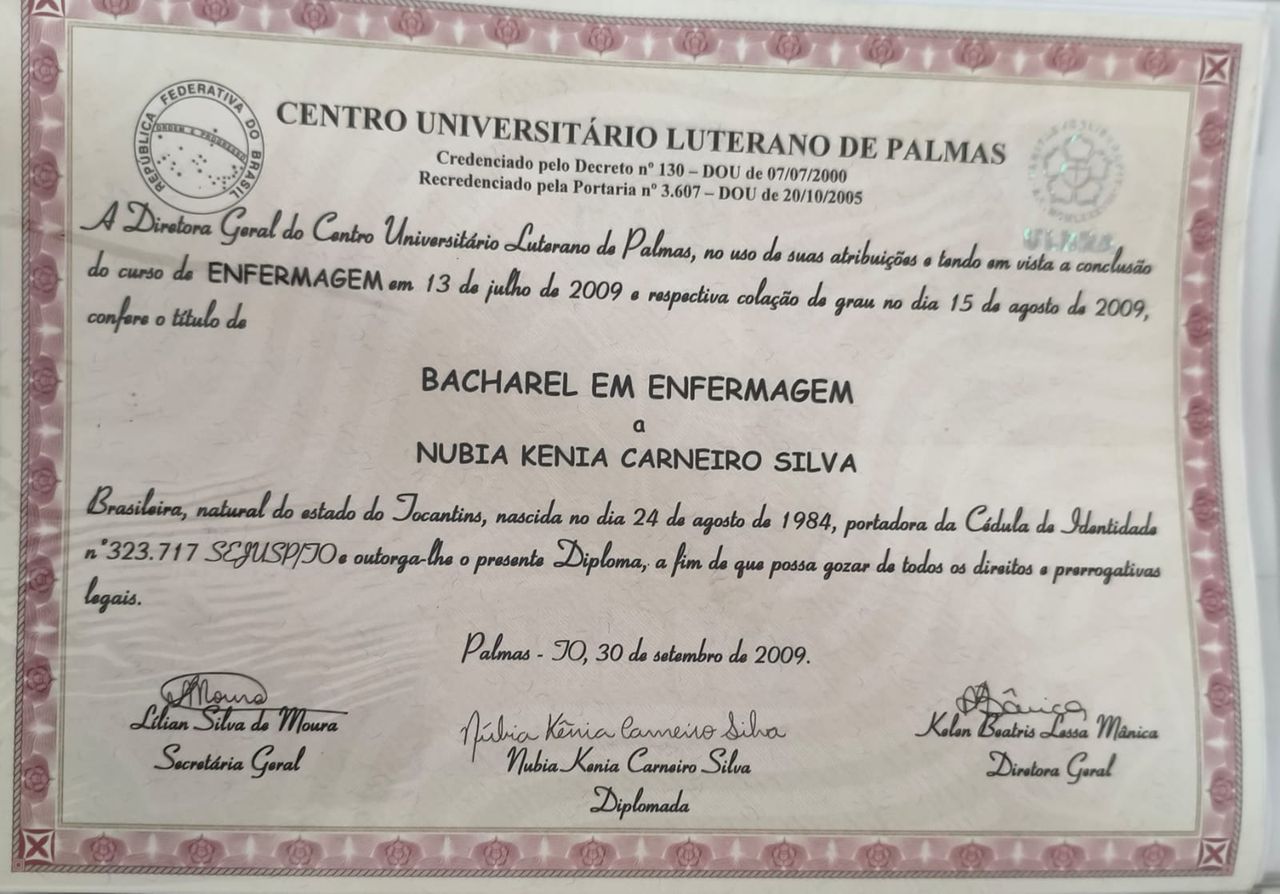 REPÚBLICA FEDERATIVA DO BRASIL
ORDEM E PROGRESSO
CENTRO UNIVERSITÁRIO LUTERANO DE PALMAS
Credenciado pelo Decreto nº 130 – DOU de 07/07/2000
Recredenciado pela Portaria nº 3.607 – DOU de 20/10/2005
ULBRA
A Diretora Geral do Centro Universitário Luterano de Palmas, no uso de suas atribuições e tendo em vista a conclusão
do curso de ENFERMAGEM em 13 de julho de 2009 e respectiva colação de grau no dia 15 de agosto de 2009,
confere o título de
BACHAREL EM ENFERMAGEM
a
NUBIA KENIA CARNEIRO SILVA
Brasileira, natural do estado do Tocantins, nascida no dia 24 de agosto de 1984, portadora da Cédula de Identidade
nº323.717 SEJUSP/TO e outorga-lhe o presente Diploma, a fim de que possa gozar de todos os direitos e prerrogativas
legais.
Palmas - TO, 30 de setembro de 2009.
Moura
Lílian Silva de Moura
Secretária Geral
Núbia Kênia Carneiro Silva
Nubia Kenia Carneiro Silva
Diplomada
Mânica
Kelen Beatris Lessa Mânica
Diretora Geral